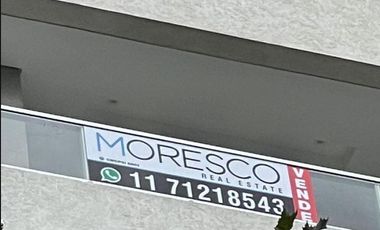 MORESCO
REAL ESTATE
11 71218543
VENDE